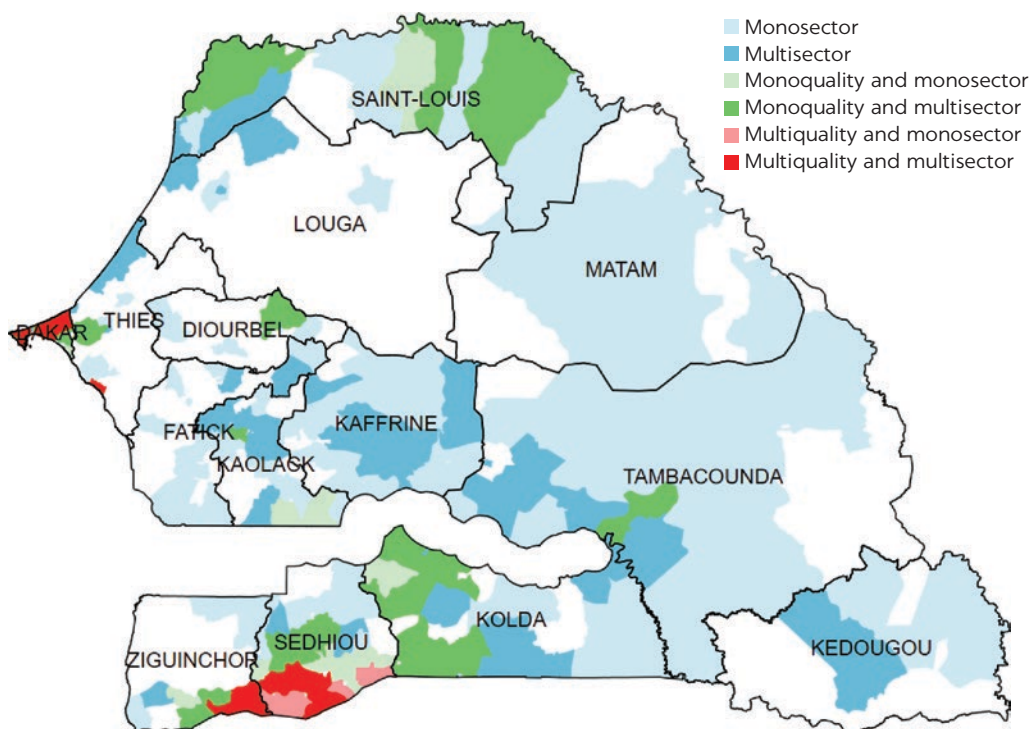 Monosector
Multisector
Monoquality and monosector
Monoquality and multisector
Multiquality and monosector
Multiquality and multisector
SAINT-LOUIS
LOUGA
MATAM
DAKAR
THIES
DIOURBEL
FATICK
KAOLACK
KAFFRINE
TAMBACOUNDA
ZIGUINCHOR
SEDHIOU
KOLDA
KEDOUGOU